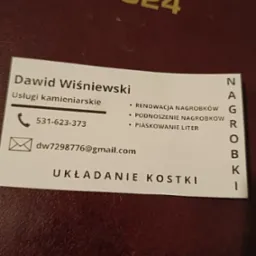 024
Dawid Wiśniewski
Usługi kamieniarskie
531-623-373
dw7298776@gmail.com
• RENOWACJA NAGROBKÓW
• PODNOSZENIE NAGROBKÓW
• PIASKOWANIE LITER
NAGROBKI
UKŁADANIE KOSTKI